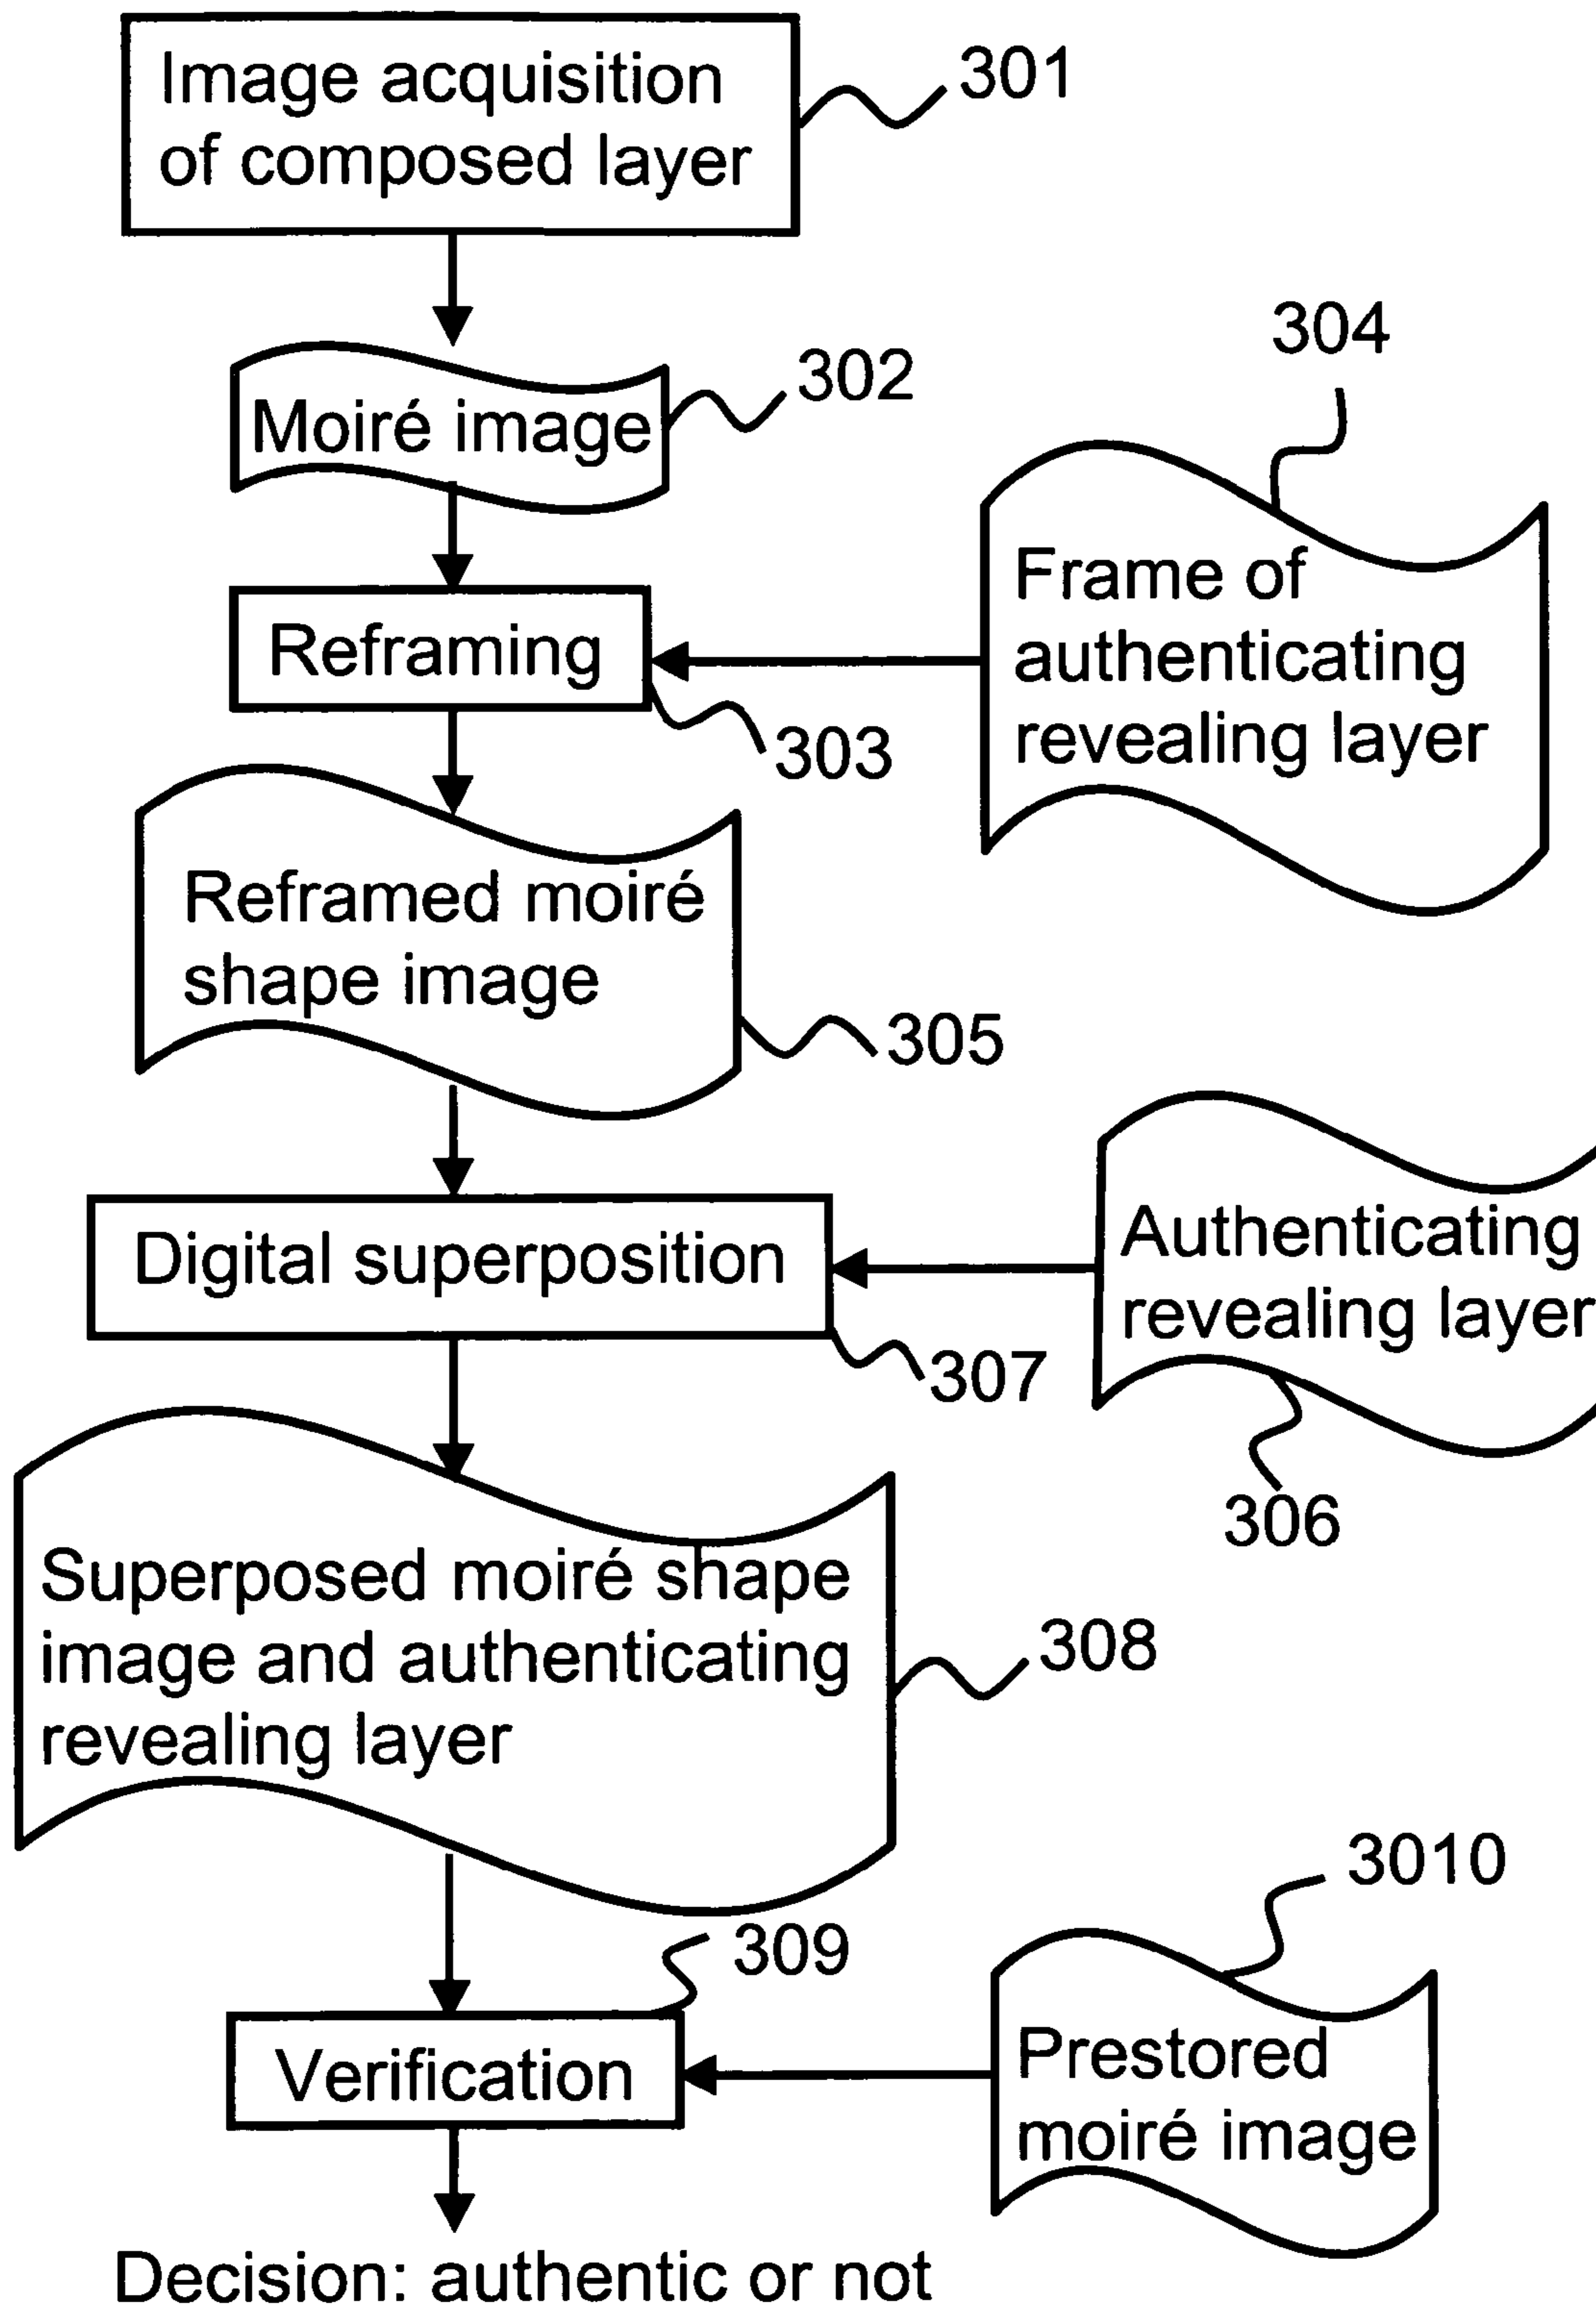 Image acquisition
of composed layer
301
Moiré image
302
304
Frame of
authenticating
revealing layer
Reframing
303
Reframed moiré
shape image
305
Authenticating
revealing layer
Digital superposition
307
306
Superposed moiré shape
image and authenticating
revealing layer
308
3010
309
Verification
Prestored
moiré image
Decision: authentic or not